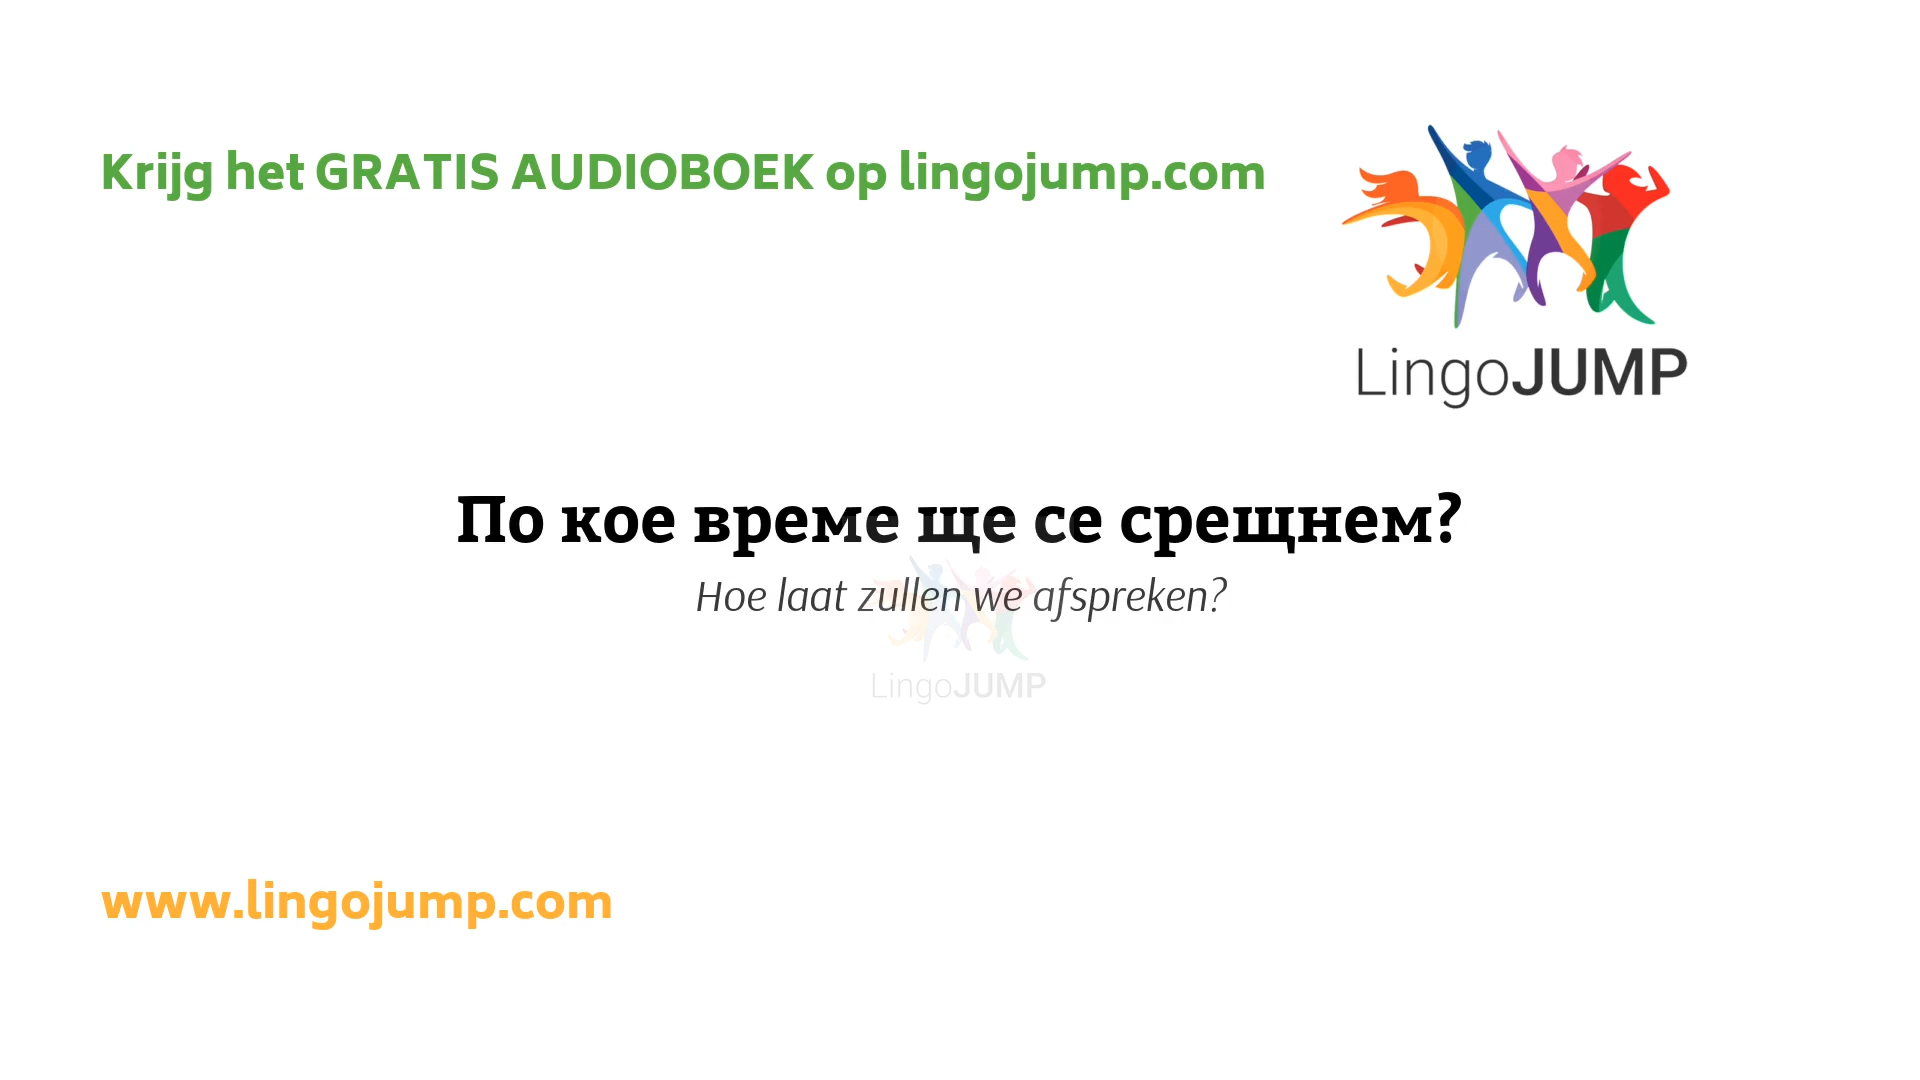 Krijg het GRATIS AUDIOBOEK op lingojump.com
LingoJUMP
По кое време ще се срещнем?
Hoe laat zullen we afspreken?
LingoJUMP
www.lingojump.com